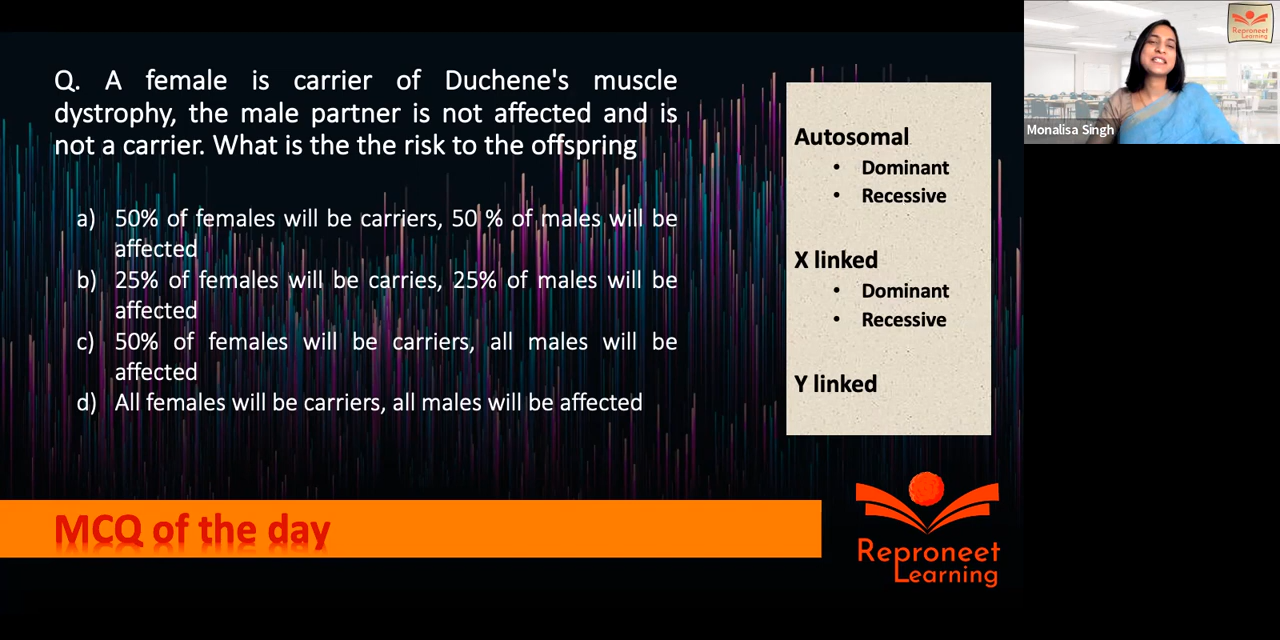 Q. A female is carrier of Duchene's muscle
dystrophy, the male partner is not affected and is
not a carrier. What is the the risk to the offspring
a) 50% of females will be carriers, 50 % of males will be
affected
b) 25% of females will be carries, 25% of males will be
affected
c) 50% of females will be carriers, all males will be
affected
d) All females will be carriers, all males will be affected
MCQ of the day
Autosomal
• Dominant
• Recessive
X linked
• Dominant
• Recessive
Y linked
Reproneet
Learning
Monalisa Singh
Reproneet
Learning